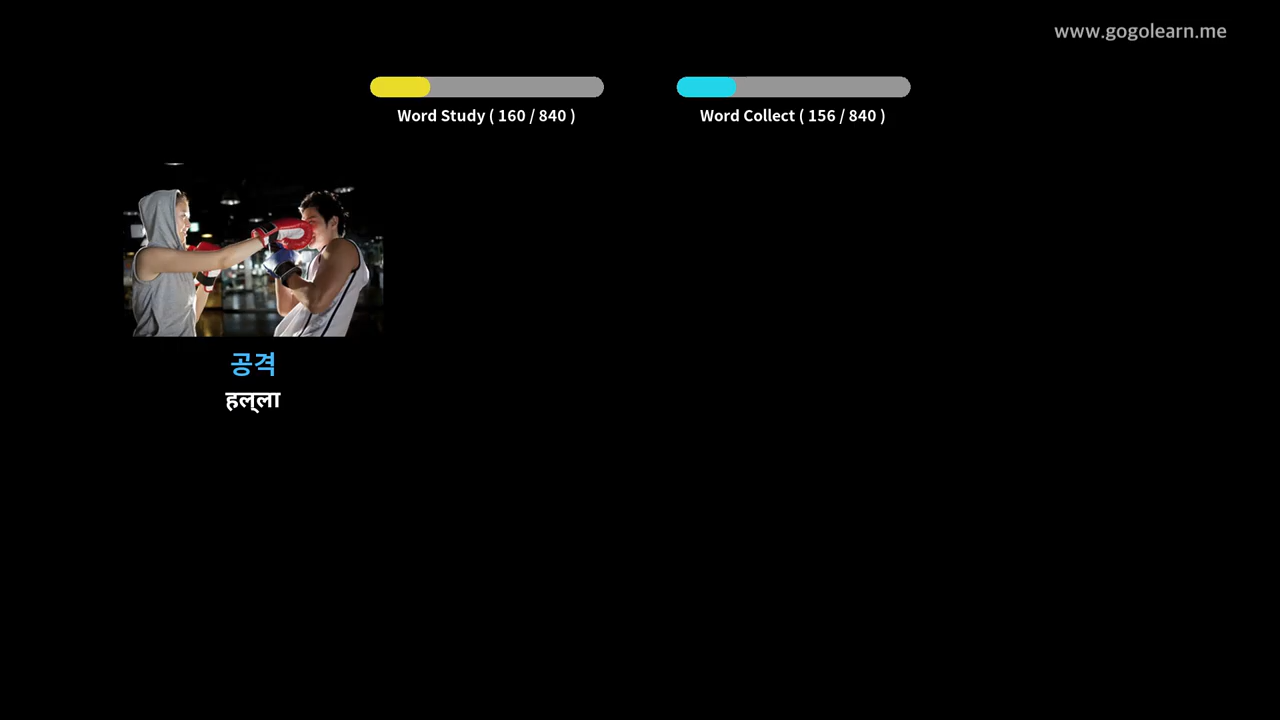 www.gogolearn.me
Word Study ( 160 / 840 )
Word Collect ( 156 / 840 )
공격
हल्‌ला